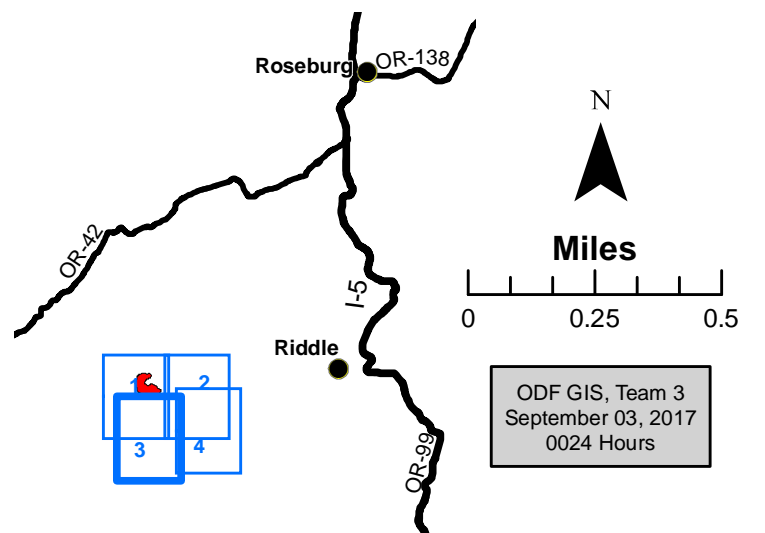 Roseburg
OR-138
N
OR-42
Miles
I-5
0 0.25 0.5
Riddle
1 2
3 4
ODF GIS, Team 3
September 03, 2017
0024 Hours
OR-99